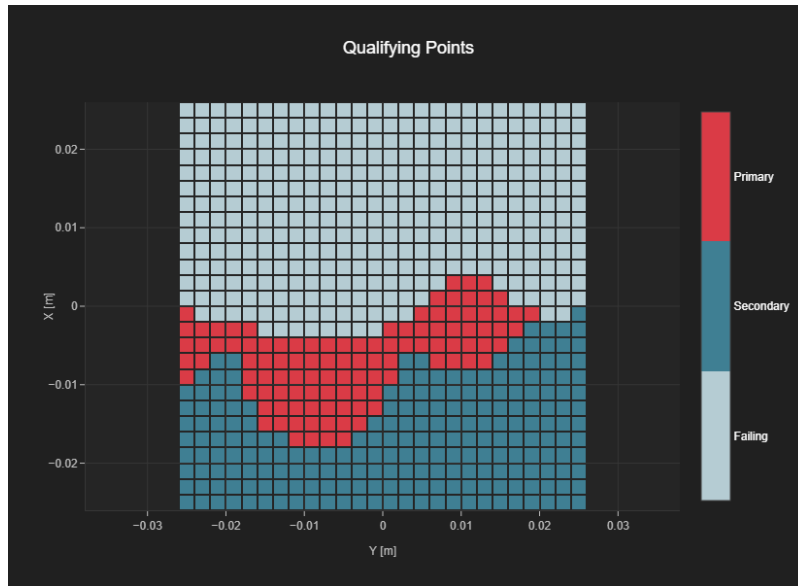 Qualifying Points
0.02
0.01
0
−0.01
−0.02
X [m]
−0.03
−0.02
−0.01
0
0.01
0.02
0.03
Y [m]
Primary
Secondary
Failing